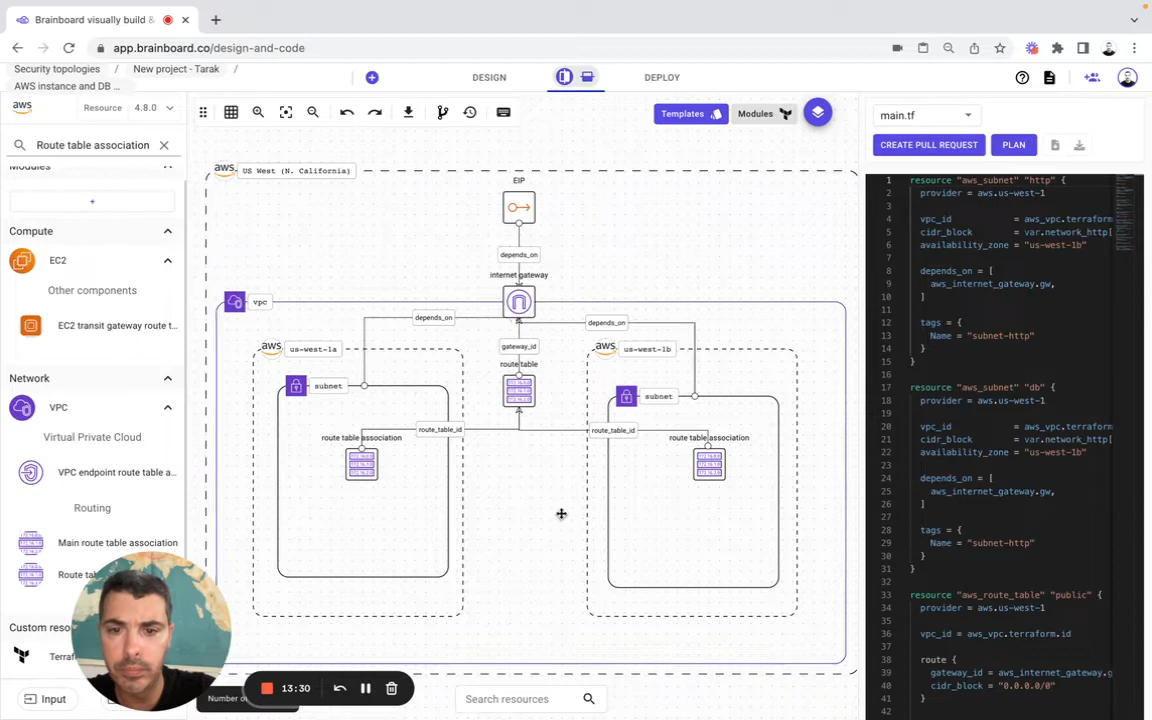 Brainboard visually build &
app.brainboard.co/design-and-code
Security topologies / New project - Tarak /
AWS instance and DB ...
DESIGN
DEPLOY
aws Resource 4.8.0
Templates
Modules
main.tf
Route table association
CREATE PULL REQUEST
PLAN
Modules
+
Compute
EC2
Other components
EC2 transit gateway route t...
Network
VPC
Virtual Private Cloud
VPC endpoint route table a...
Routing
Main route table association
Route tab
Custom reso
Terraf
Input
aws US West (N. California)
EIP
depends_on
internet gateway
vpc
depends_on
depends_on
aws us-west-1a
gateway_id
aws us-west-1b
route table
subnet
subnet
route_table_id
route_table_id
route table association
route table association
13:30
Number o
Search resources
1 resource "aws_subnet" "http" {
2 provider = aws.us-west-1
3
4 vpc_id = aws_vpc.terraform
5 cidr_block = var.network_http[
6 availability_zone = "us-west-1b"
7
8 depends_on = [
9 aws_internet_gateway.gw,
10 ]
11
12 tags = {
13 Name = "subnet-http"
14 }
15 }
16
17 resource "aws_subnet" "db" {
18 provider = aws.us-west-1
19
20 vpc_id = aws_vpc.terraform
21 cidr_block = var.network_http[
22 availability_zone = "us-west-1b"
23
24 depends_on = [
25 aws_internet_gateway.gw,
26 ]
27
28 tags = {
29 Name = "subnet-http"
30 }
31 }
32
33 resource "aws_route_table" "public" {
34 provider = aws.us-west-1
35
36 vpc_id = aws_vpc.terraform.id
37
38 route {
39 gateway_id = aws_internet_gateway.g
40 cidr_block = "0.0.0.0/0"
41 }
42